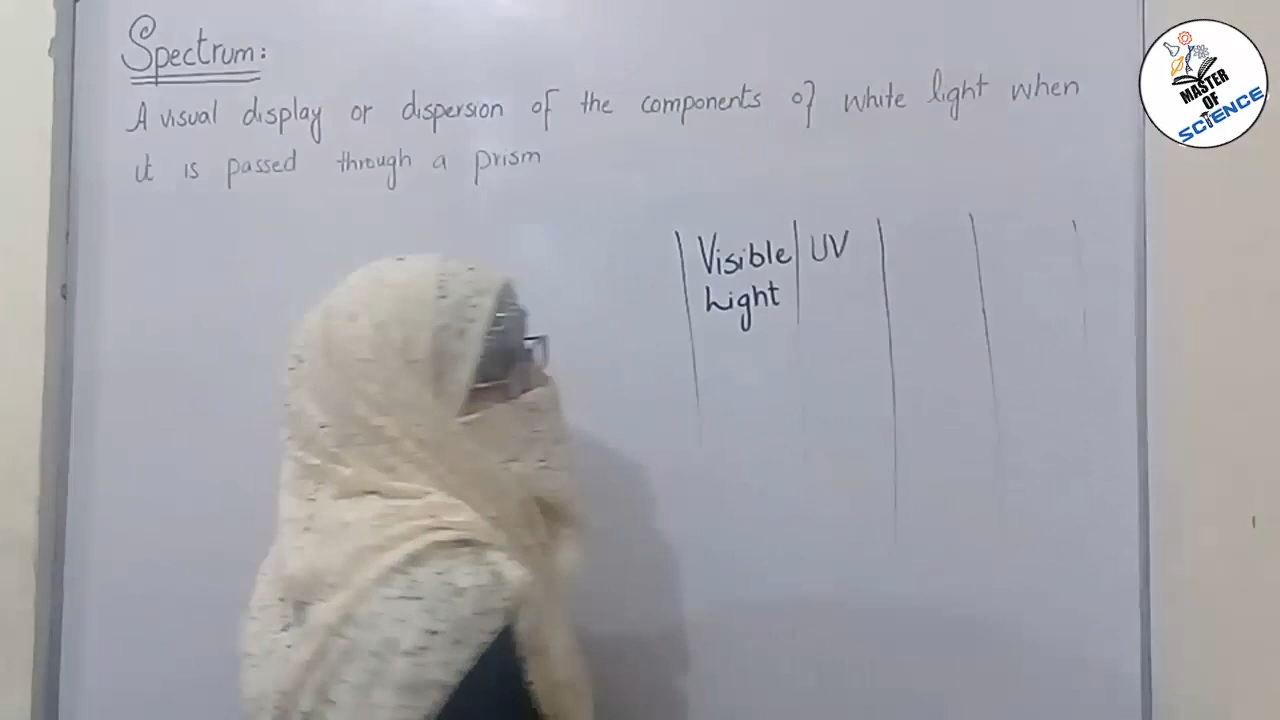 Spectrum:
A visual display or dispersion of the components of white light when
it is passed through a prism
Visible
Light
UV
MASTER
OF
SCIENCE